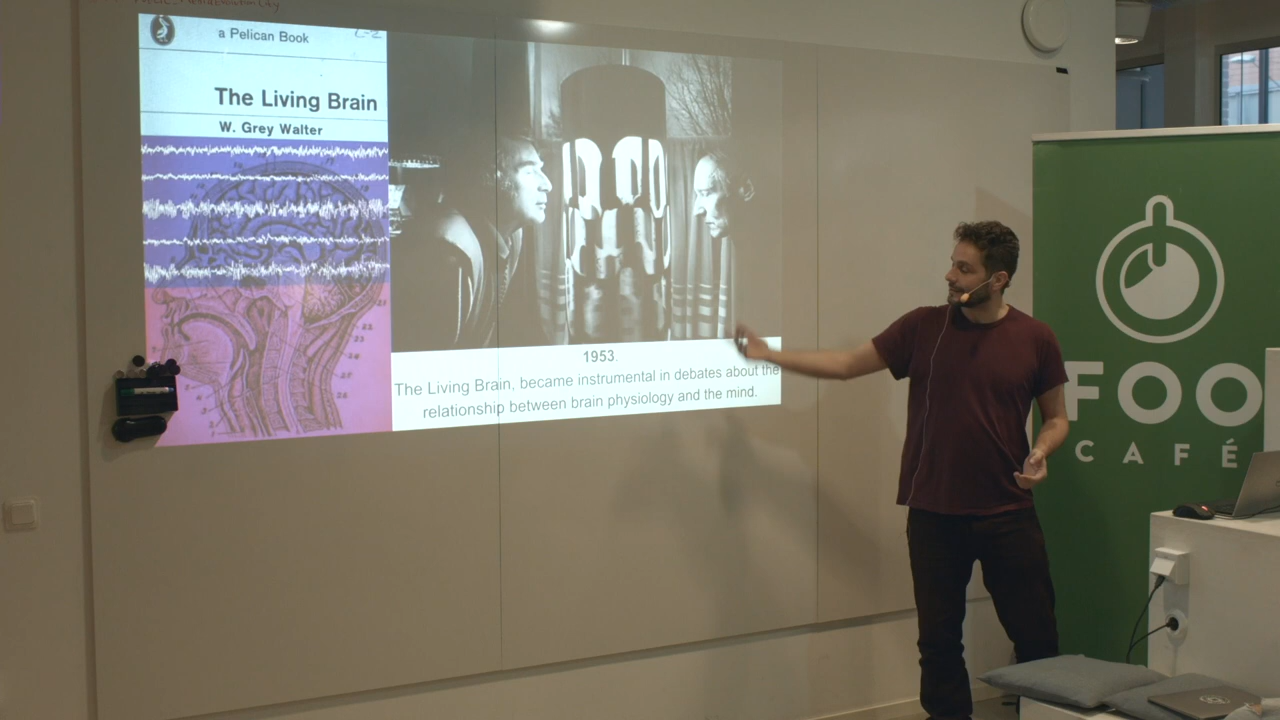 a Pelican Book
The Living Brain
W. Grey Walter
1953.
The Living Brain, became instrumental in debates about the
relationship between brain physiology and the mind.
FOO
CAFÉ